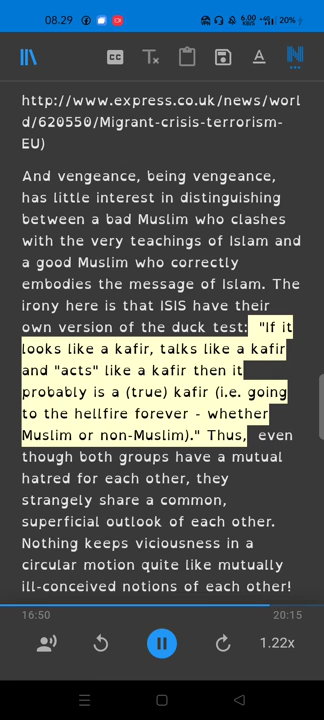 08.29
6.00
KB/s
4G
20%
CC
T×
A
N
http://www.express.co.uk/news/worl
d/620550/Migrant-crisis-terrorism-
EU)
And vengeance, being vengeance,
has little interest in distinguishing
between a bad Muslim who clashes
with the very teachings of Islam and
a good Muslim who correctly
embodies the message of Islam. The
irony here is that ISIS have their
own version of the duck test: "If it
looks like a kafir, talks like a kafir
and "acts" like a kafir then it
probably is a (true) kafir (i.e. going
to the hellfire forever - whether
Muslim or non-Muslim)." Thus, even
though both groups have a mutual
hatred for each other, they
strangely share a common,
superficial outlook of each other.
Nothing keeps viciousness in a
circular motion quite like mutually
ill-conceived notions of each other!
16:50
20:15
1.22x